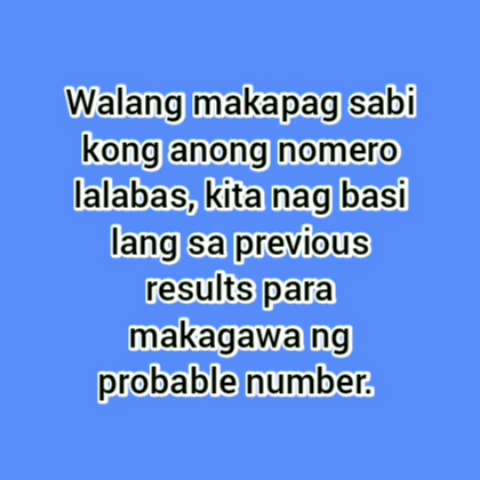 Walang makapag sabi
kong anong nomero
lalabas, kita nag basi
lang sa previous
results para
makagawa ng
probable number.